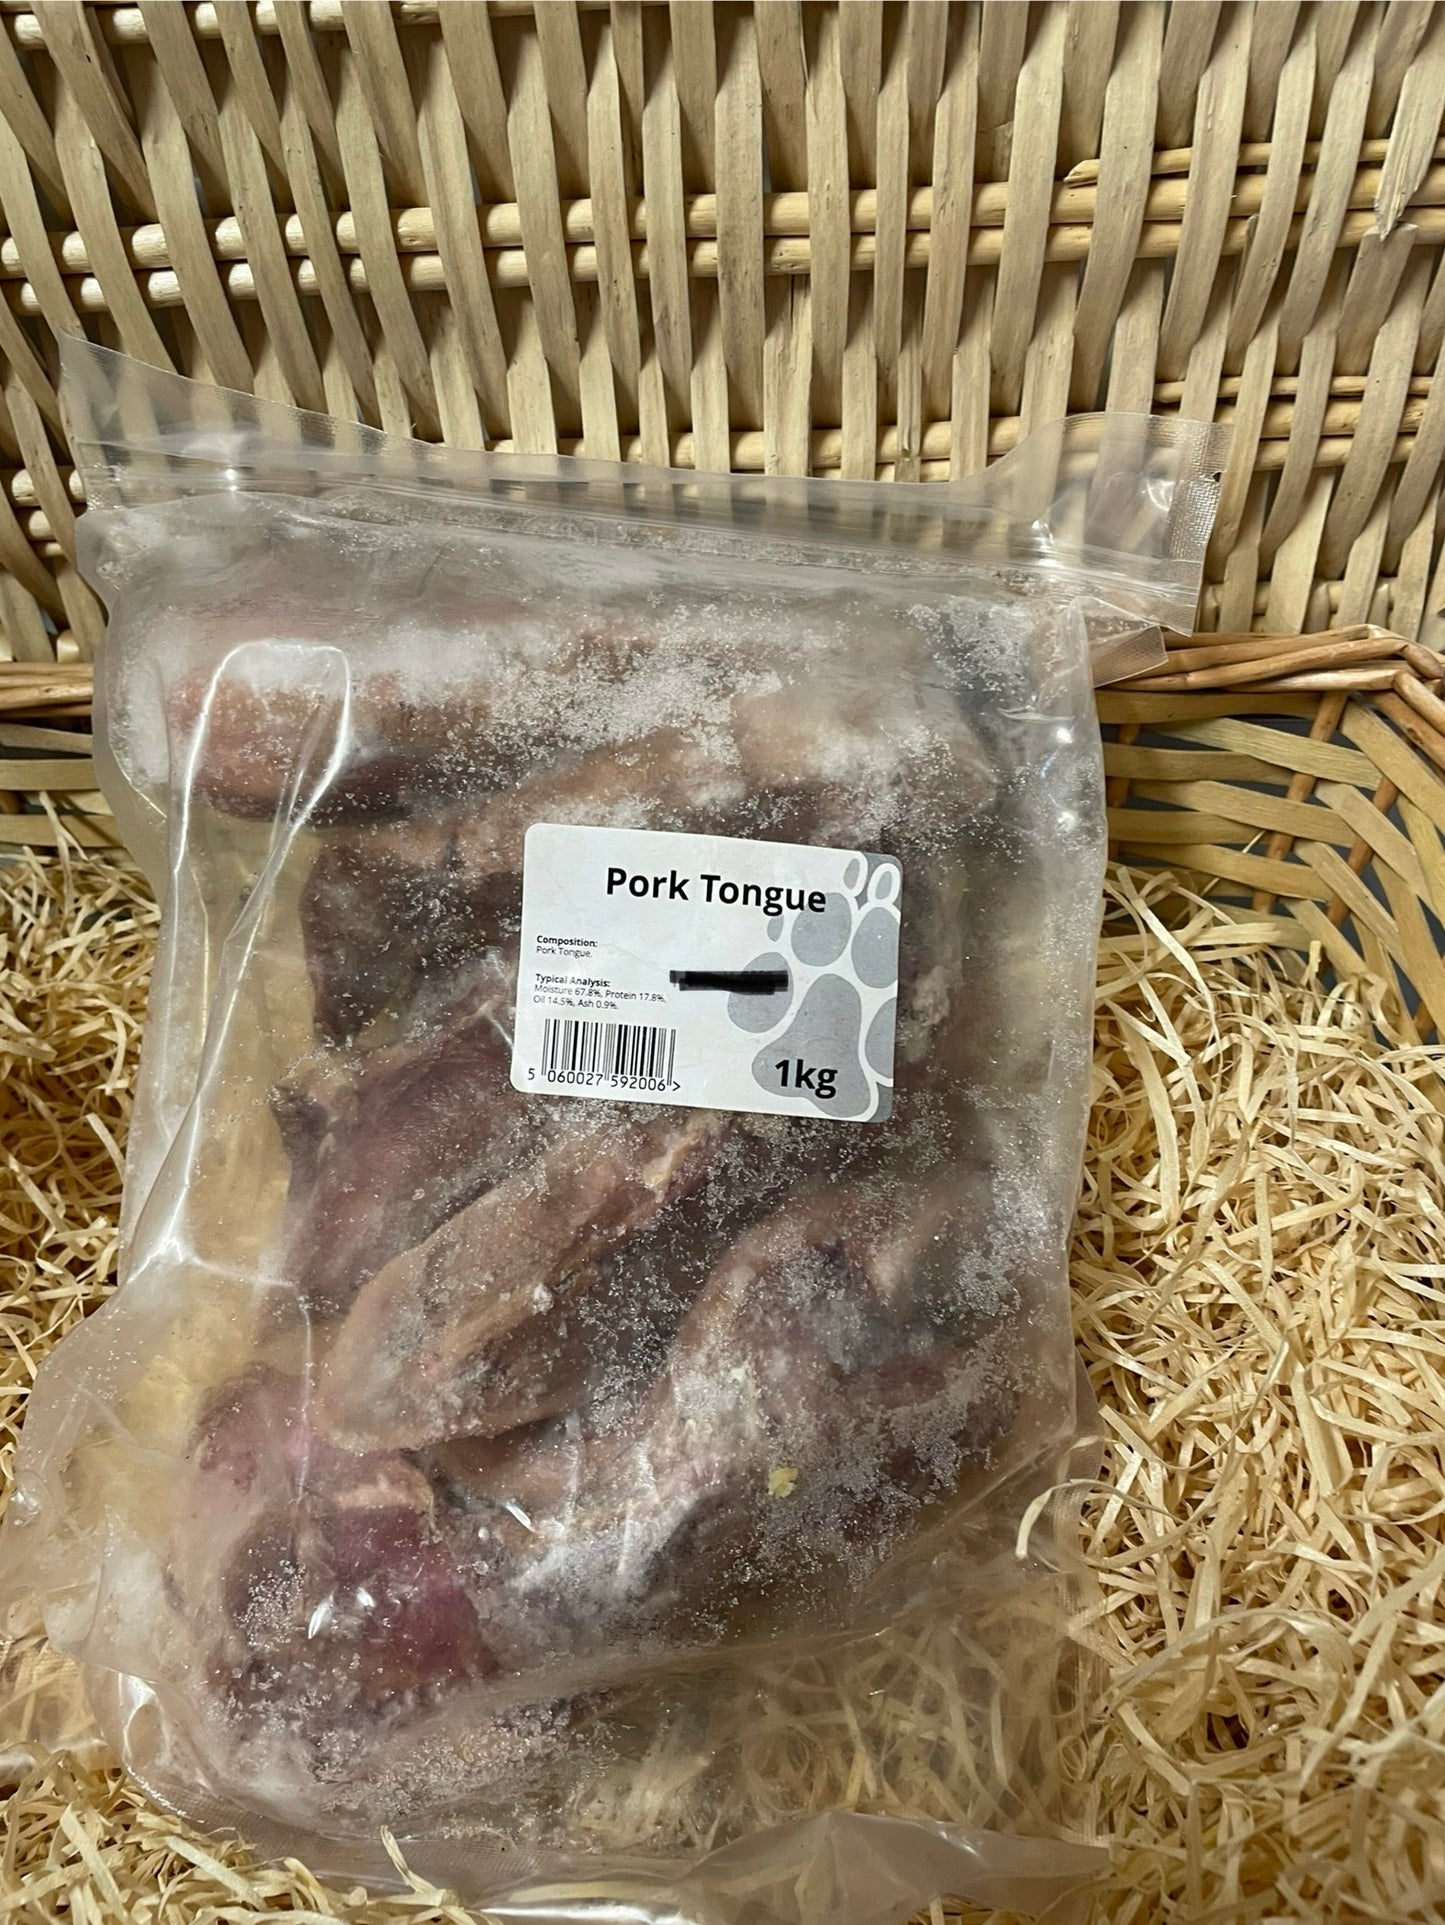 Pork Tongue
Composition:
Pork Tongue.
Typical Analysis:
Moisture 67.8%, Protein 17.8%,
Oil 14.5%, Ash 0.9%.
5 060027 592006 >
1kg